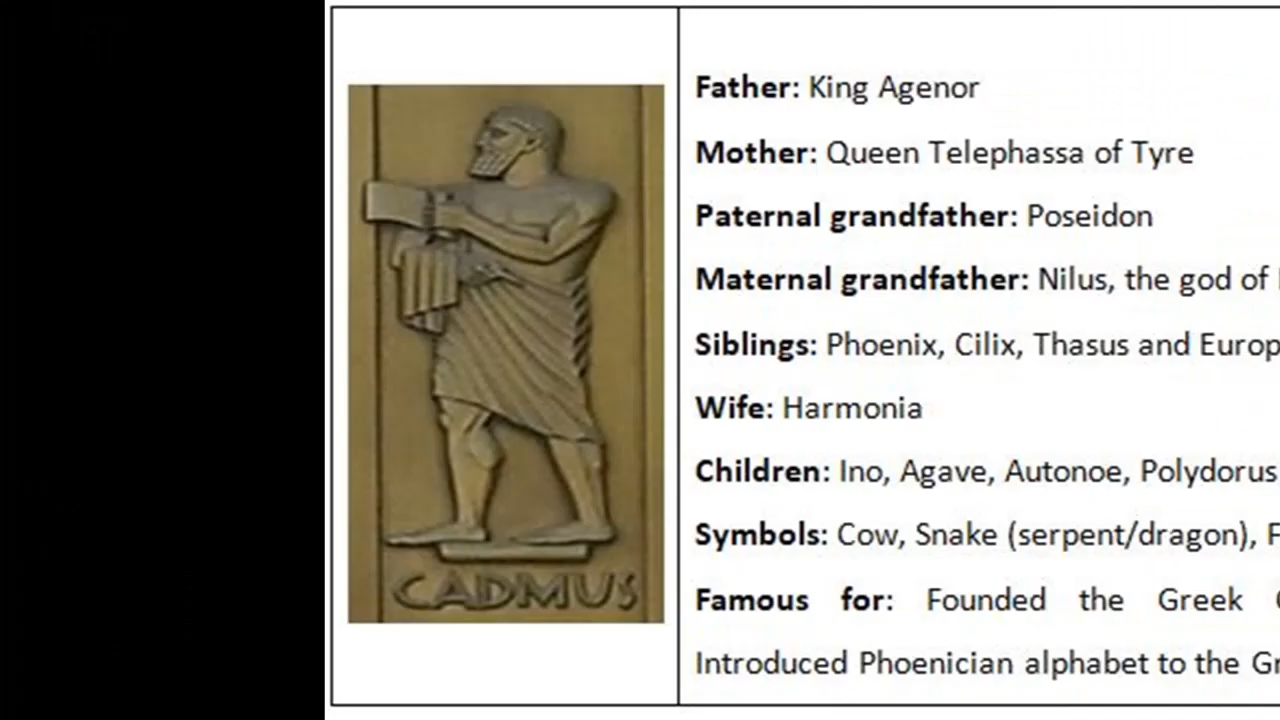 Father: King Agenor
Mother: Queen Telephassa of Tyre
Paternal grandfather: Poseidon
Maternal grandfather: Nilus, the god of
Siblings: Phoenix, Cilix, Thasus and Europ
Wife: Harmonia
Children: Ino, Agave, Autonoe, Polydorus
Symbols: Cow, Snake (serpent/dragon),
Famous for: Founded the Greek
Introduced Phoenician alphabet to the Gr
CADMUS